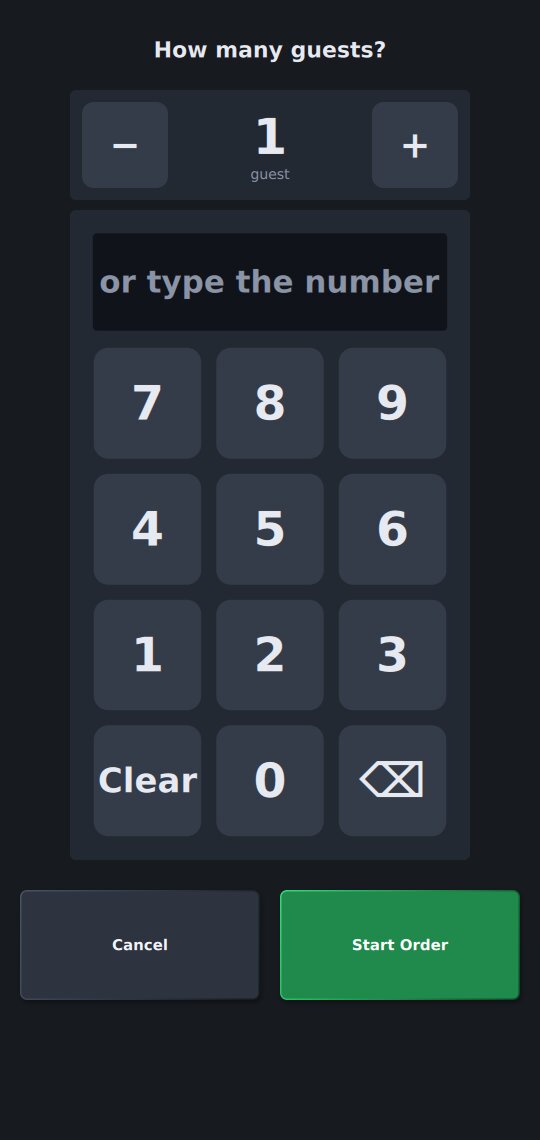 How many guests?
− 1 +
guest
or type the number
7 8 9
4 5 6
1 2 3
Clear 0 ⌫
Cancel Start Order